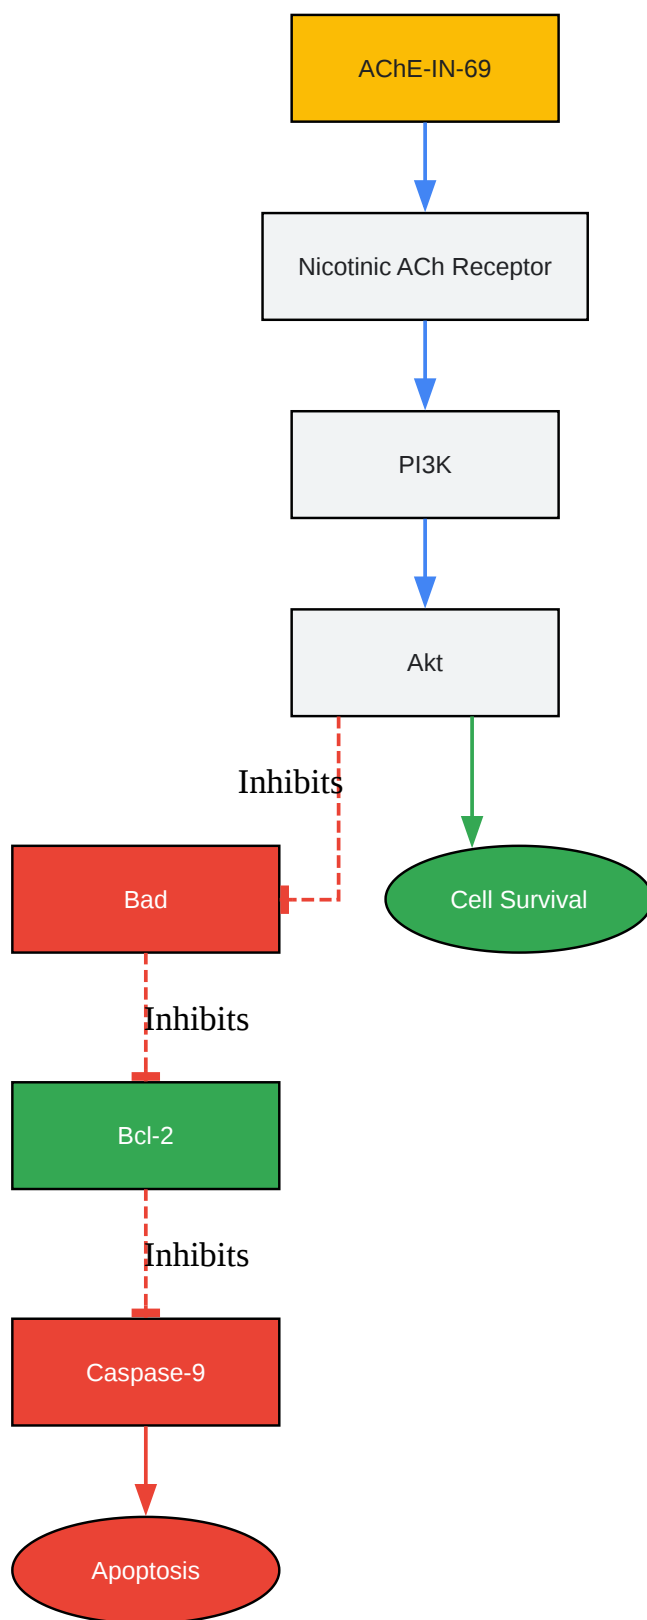 AChE-IN-69
Nicotinic ACh Receptor
PI3K
Akt
Inhibits
Bad
Cell Survival
Inhibits
Bcl-2
Inhibits
Caspase-9
Apoptosis